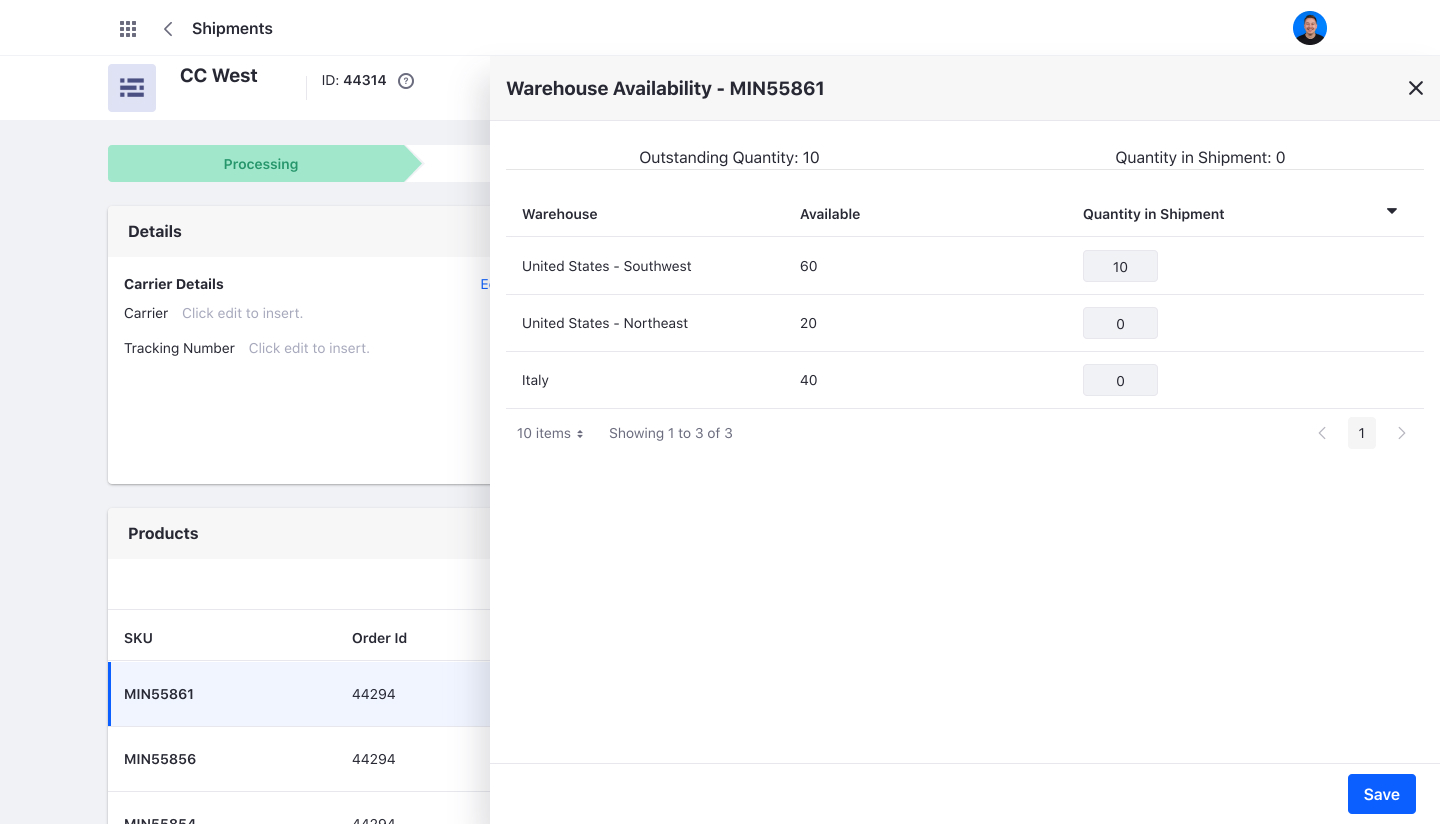 Shipments
CC West
ID: 44314
Warehouse Availability - MIN55861
Outstanding Quantity: 10
Quantity in Shipment: 0
Warehouse Available Quantity in Shipment
United States - Southwest 60 10
United States - Northeast 20 0
Italy 40 0
10 items Showing 1 to 3 of 3
1
Save
Processing
Details
Carrier Details
Carrier Click edit to insert.
Tracking Number Click edit to insert.
Products
SKU Order Id
MIN55861 44294
MIN55856 44294
MIN55854 44294